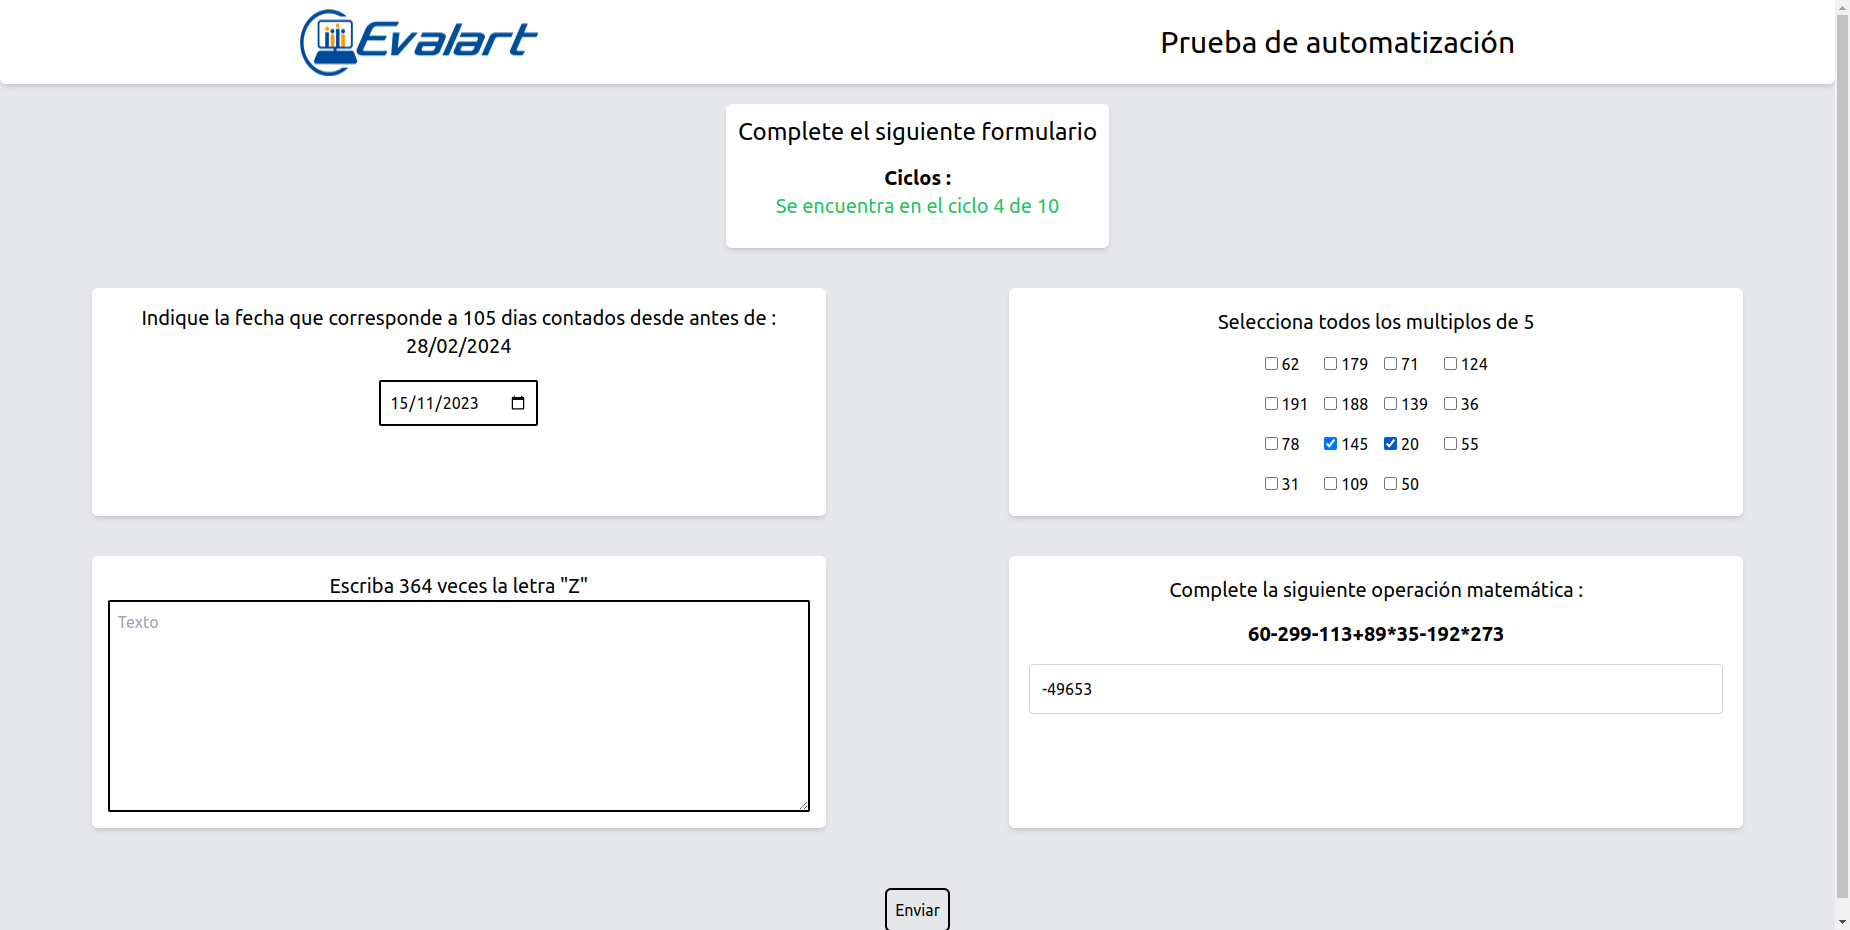 Evalart
Prueba de automatización
Complete el siguiente formulario
Ciclos :
Se encuentra en el ciclo 4 de 10
Indique la fecha que corresponde a 105 dias contados desde antes de :
28/02/2024
15/11/2023
Selecciona todos los multiplos de 5
62 179 71 124
191 188 139 36
78 145 20 55
31 109 50
Escriba 364 veces la letra "Z"
Texto
Complete la siguiente operación matemática :
60-299-113+89*35-192*273
-49653
Enviar